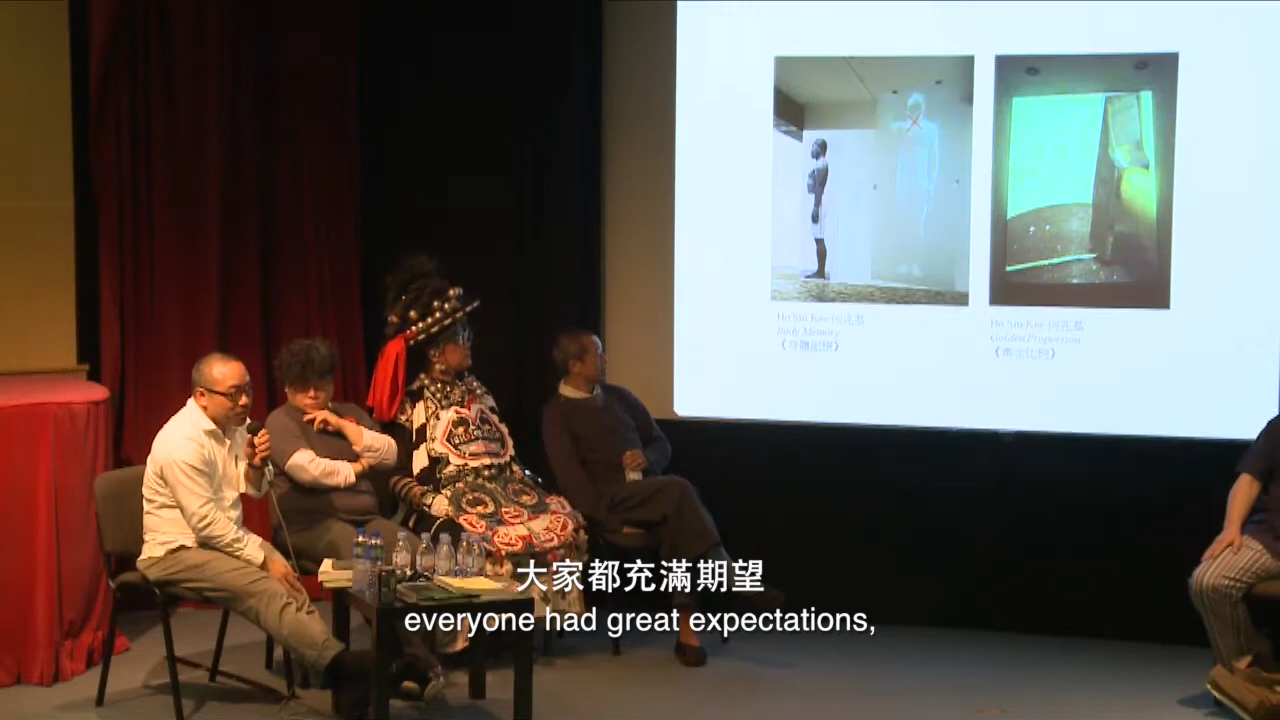 Ho Siu Kee 何兆基
Body Memory
《身體記憶》
Ho Siu Kee 何兆基
Golden Proportion
《黃金比例》
大家都充滿期望
everyone had great expectations,